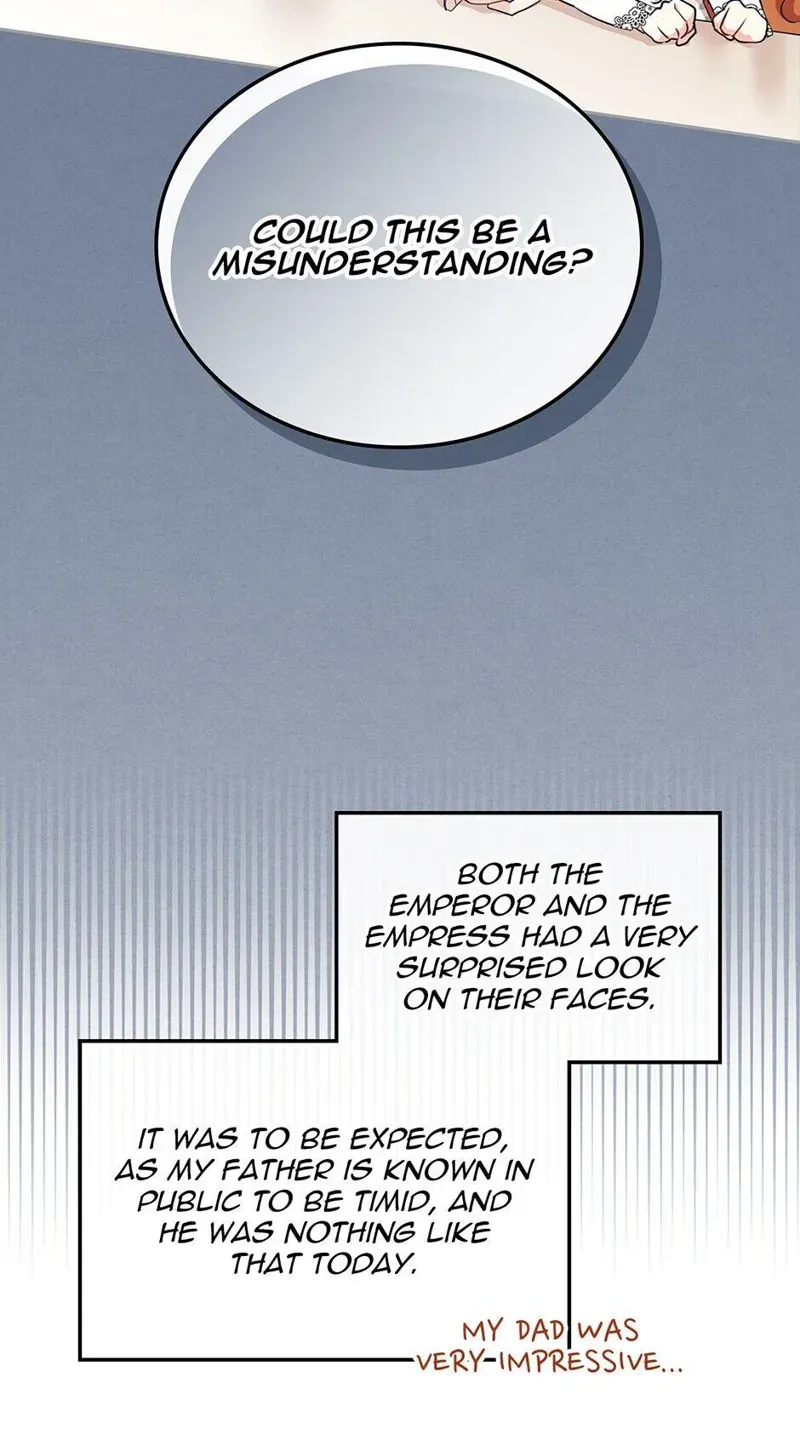 COULD THIS BE A
MISUNDERSTANDING?
BOTH THE
EMPEROR AND THE
EMPRESS HAD A VERY
SURPRISED LOOK
ON THEIR FACES.
IT WAS TO BE EXPECTED,
AS MY FATHER IS KNOWN IN
PUBLIC TO BE TIMID, AND
HE WAS NOTHING LIKE
THAT TODAY.
MY DAD WAS
VERY IMPRESSIVE...